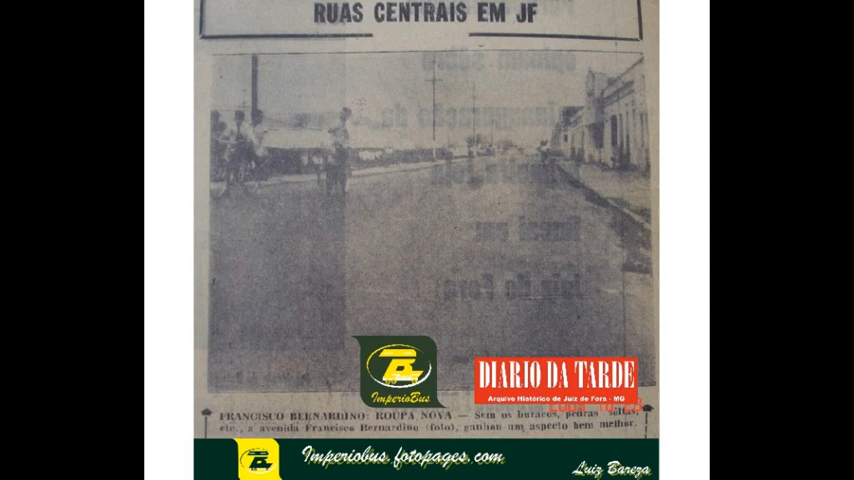 RUAS CENTRAIS EM JF
ImperioBus
DIARIO DA TARDE
Arquivo Histórico de Juiz de Fora - MG
FRANCISCO BERNARDINO: ROUPA NOVA — Sem os buracos, pedras soltas,
etc., a avenida Francisco Bernardino (foto), ganhou um aspecto bem melhor.
Imperiobus.fotopages.com
Luiz Bareza